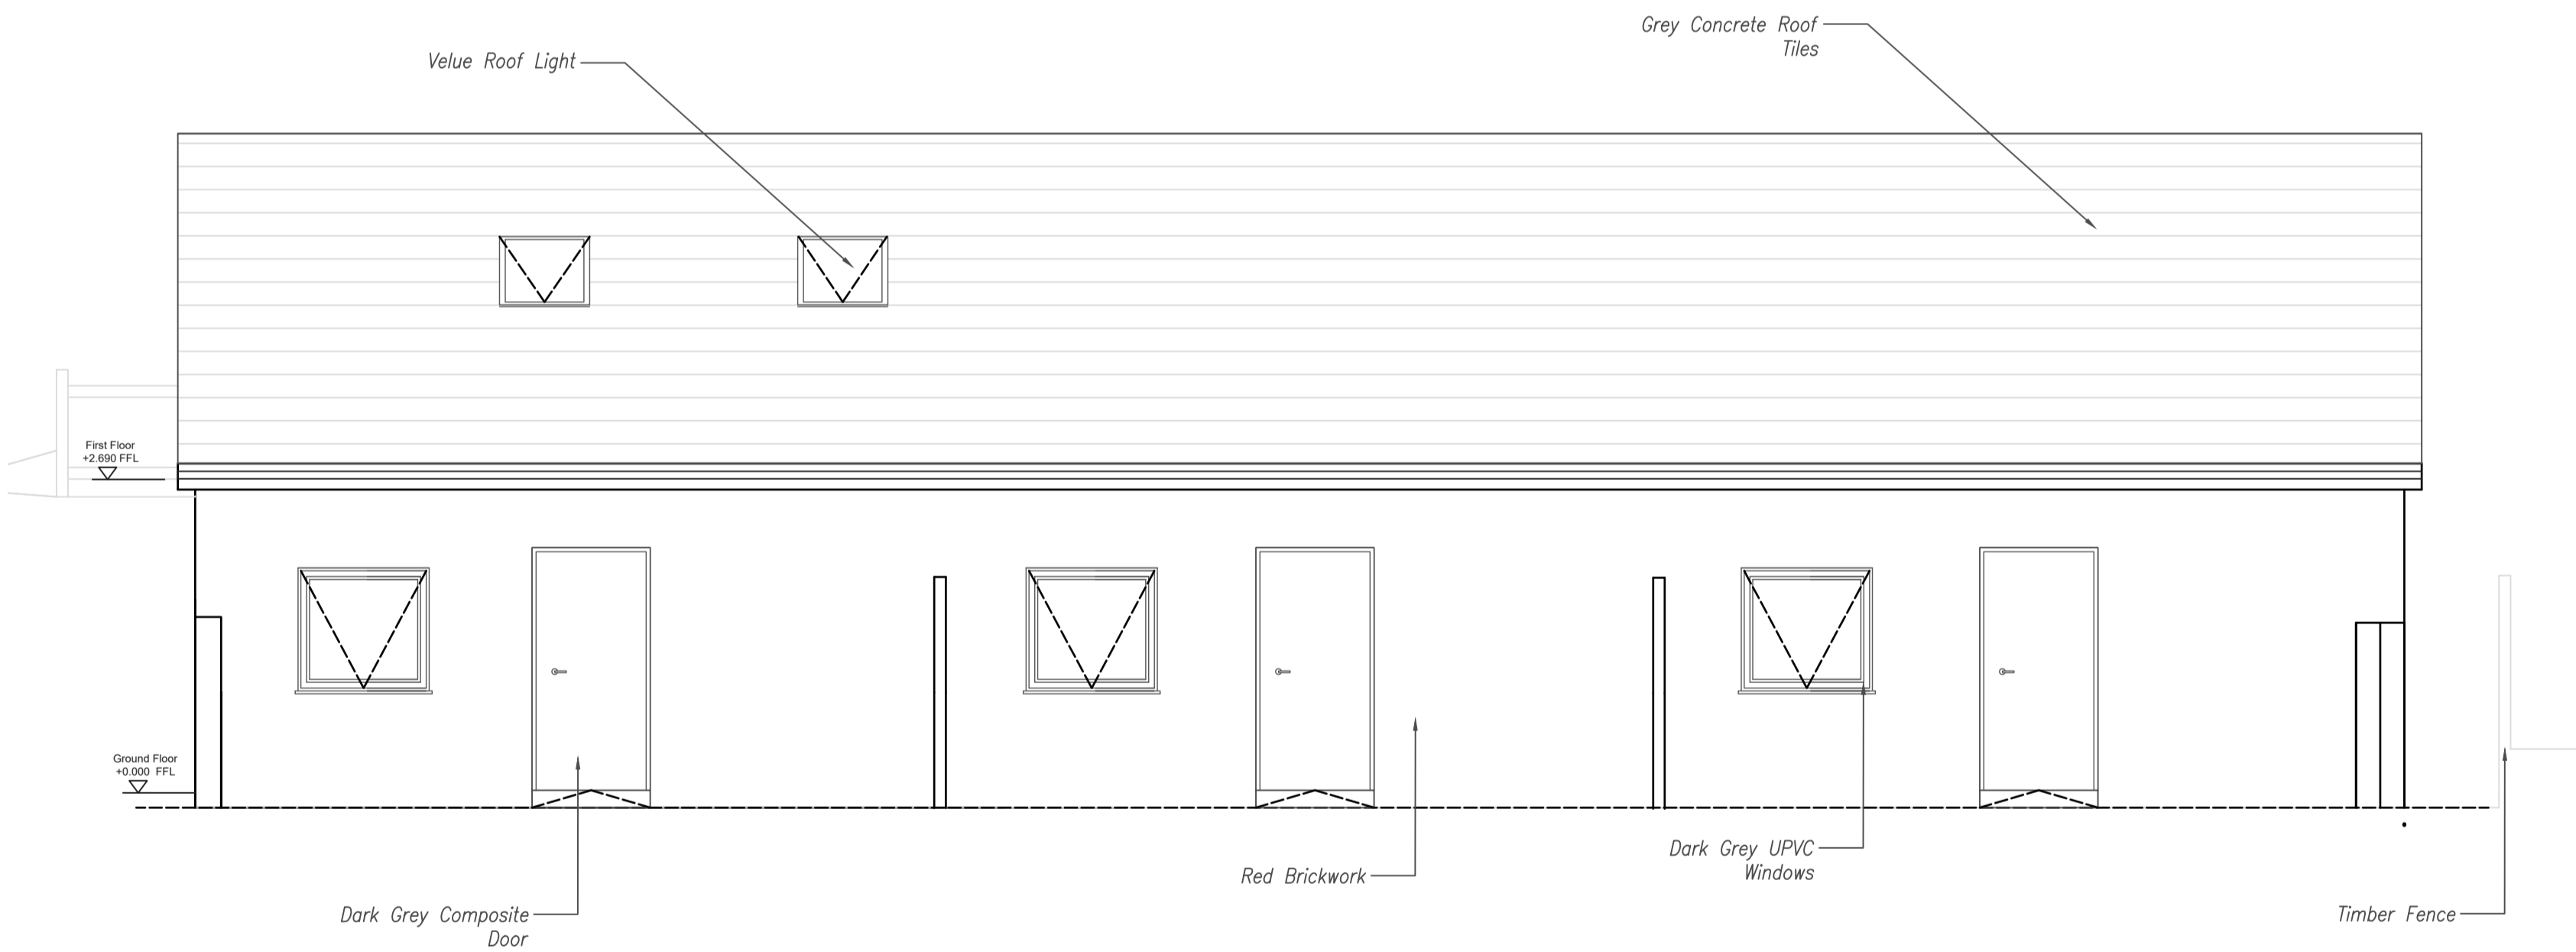 Grey Concrete Roof
Tiles
Velue Roof Light
First Floor
+2.690 FFL
Ground Floor
+0.000 FFL
Dark Grey UPVC
Windows
Red Brickwork
Dark Grey Composite
Door
Timber Fence